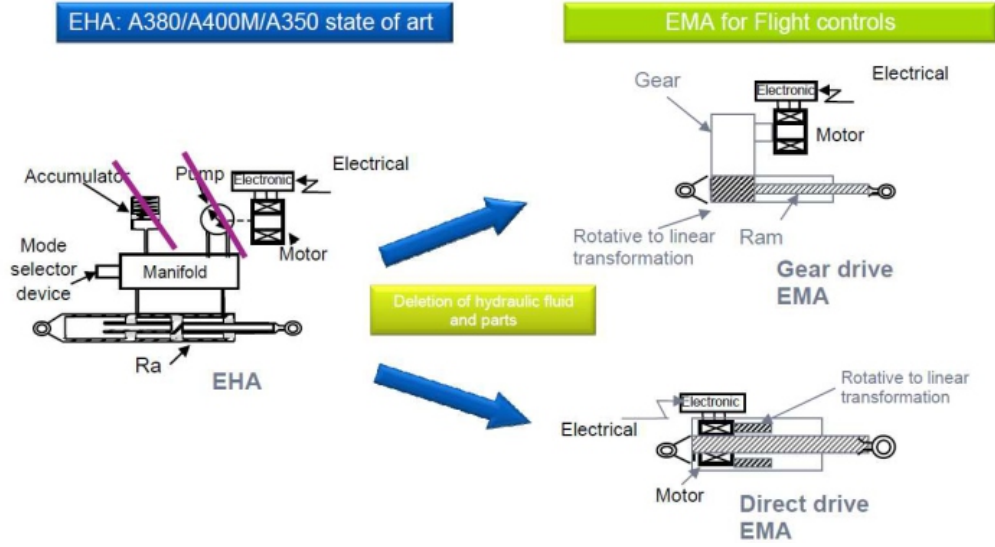 EHA: A380/A400M/A350 state of art
EMA for Flight controls
Accumulator
Pump
Electronic
Electrical
Motor
Mode
selector
device
Manifold
Ra
EHA
Deletion of hydraulic fluid
and parts
Gear
Electronic
Electrical
Motor
Rotative to linear
transformation
Ram
Gear drive
EMA
Electronic
Electrical
Rotative to linear
transformation
Motor
Direct drive
EMA